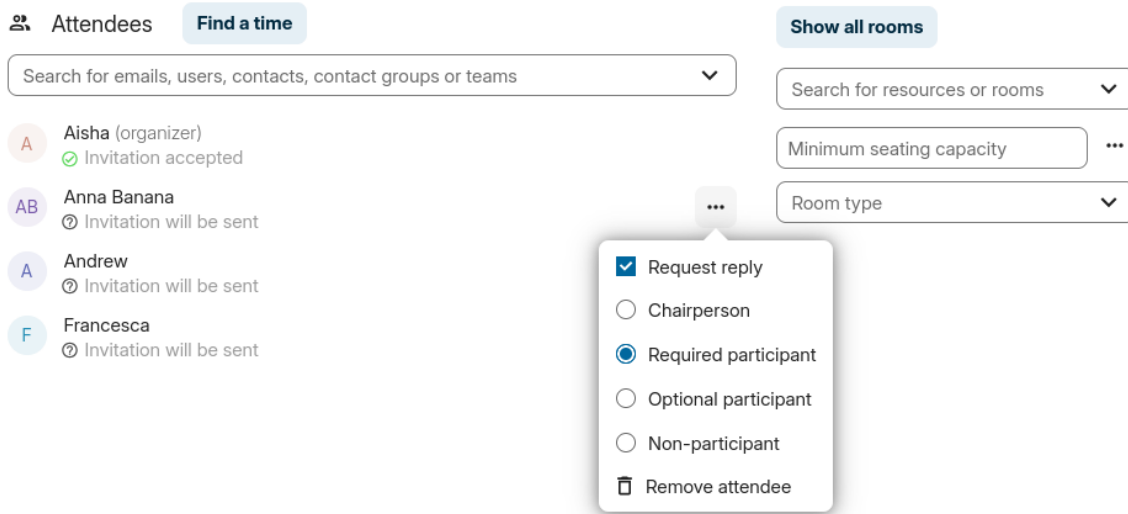 Attendees
Find a time
Search for emails, users, contacts, contact groups or teams
A
Aisha (organizer)
Invitation accepted
AB
Anna Banana
Invitation will be sent
A
Andrew
Invitation will be sent
F
Francesca
Invitation will be sent
Request reply
Chairperson
Required participant
Optional participant
Non-participant
Remove attendee
Show all rooms
Search for resources or rooms
Minimum seating capacity
Room type